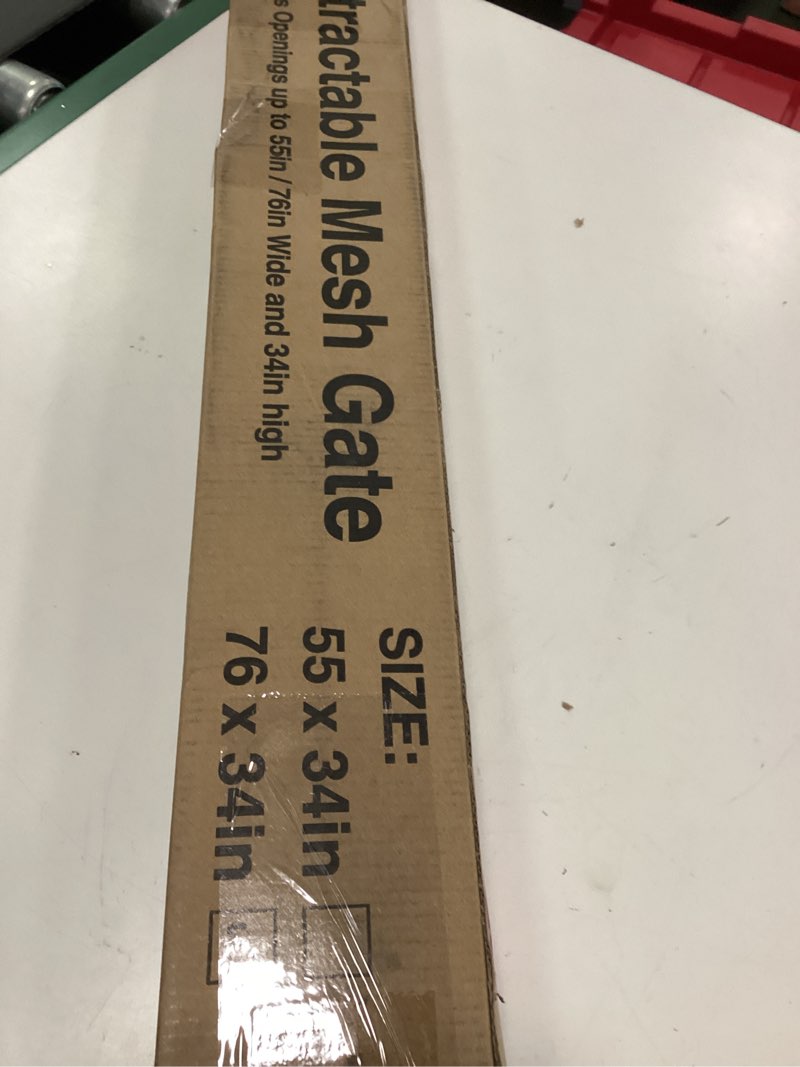 tractable Mesh Gate
s Openings up to 55in / 76in Wide and 34in high
SIZE:
55 x 34in
76 x 34in